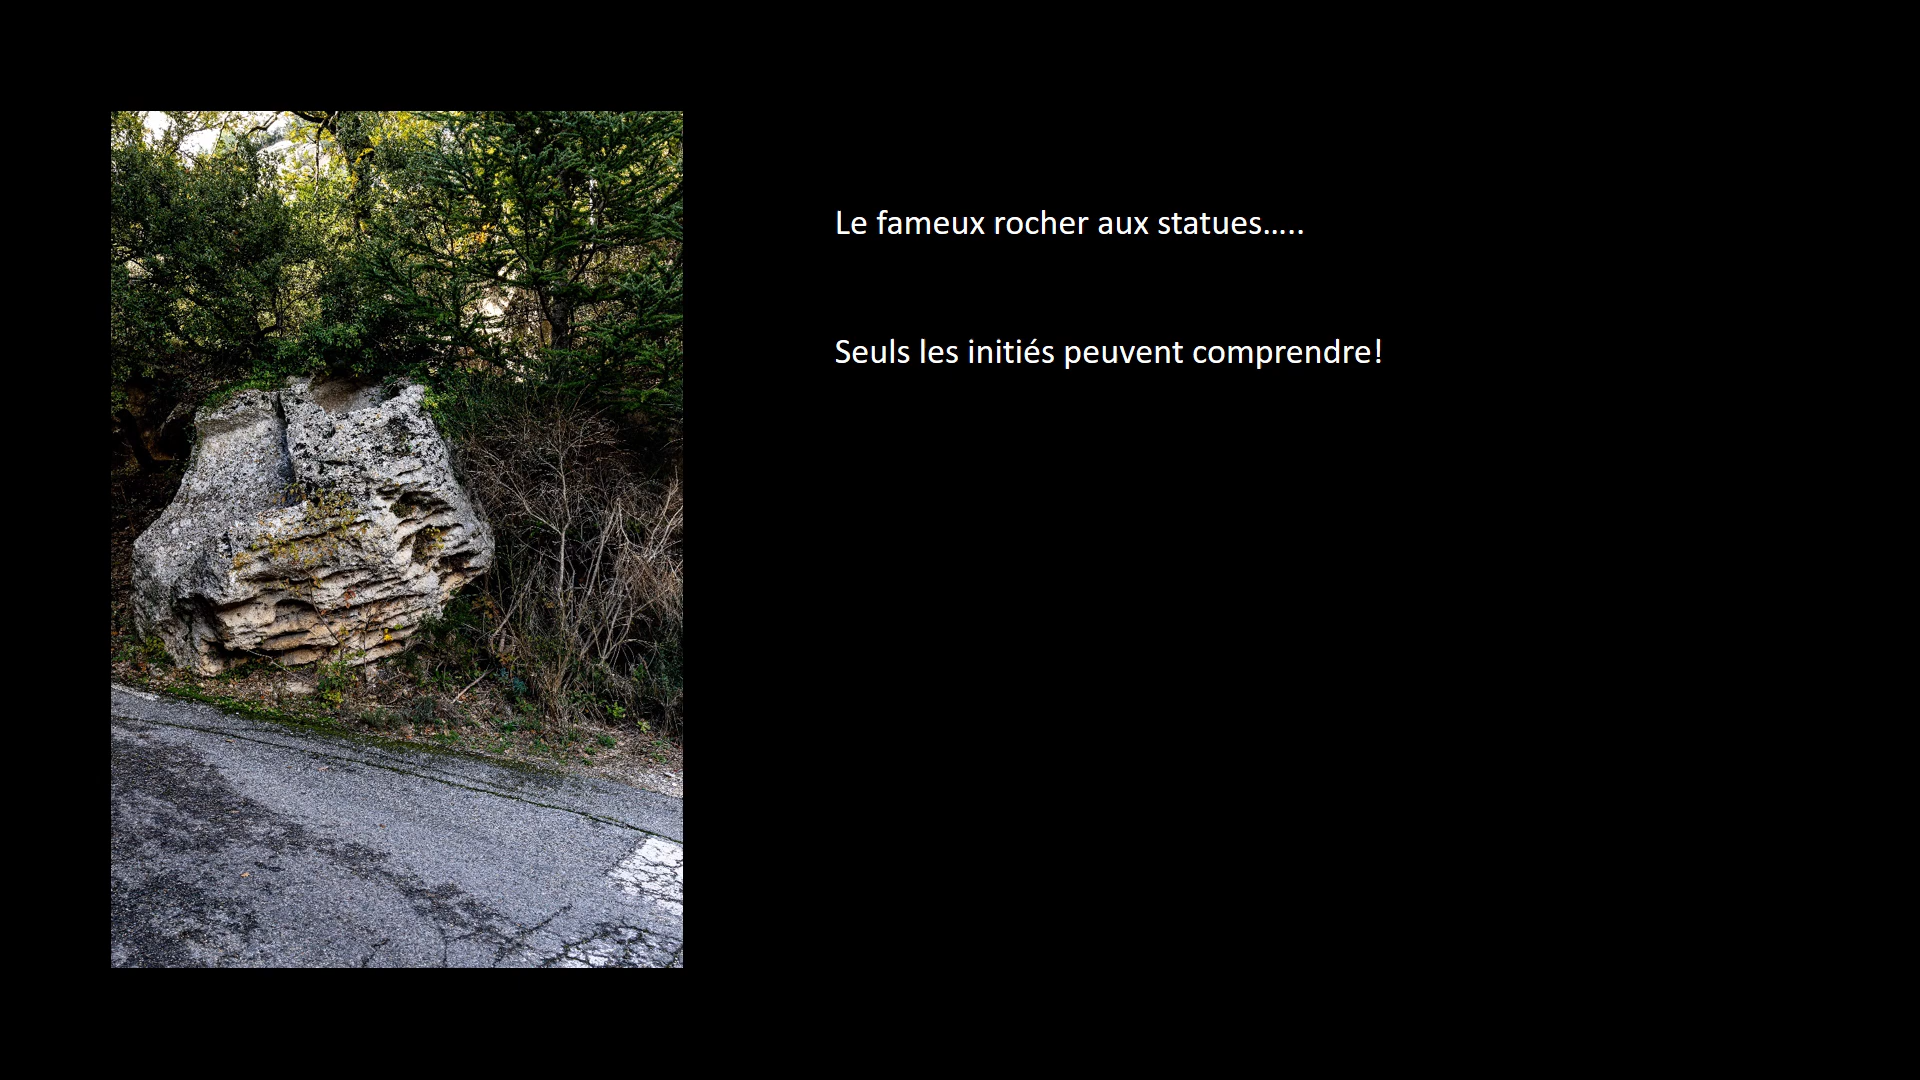 Le fameux rocher aux statues…..
Seuls les initiés peuvent comprendre!